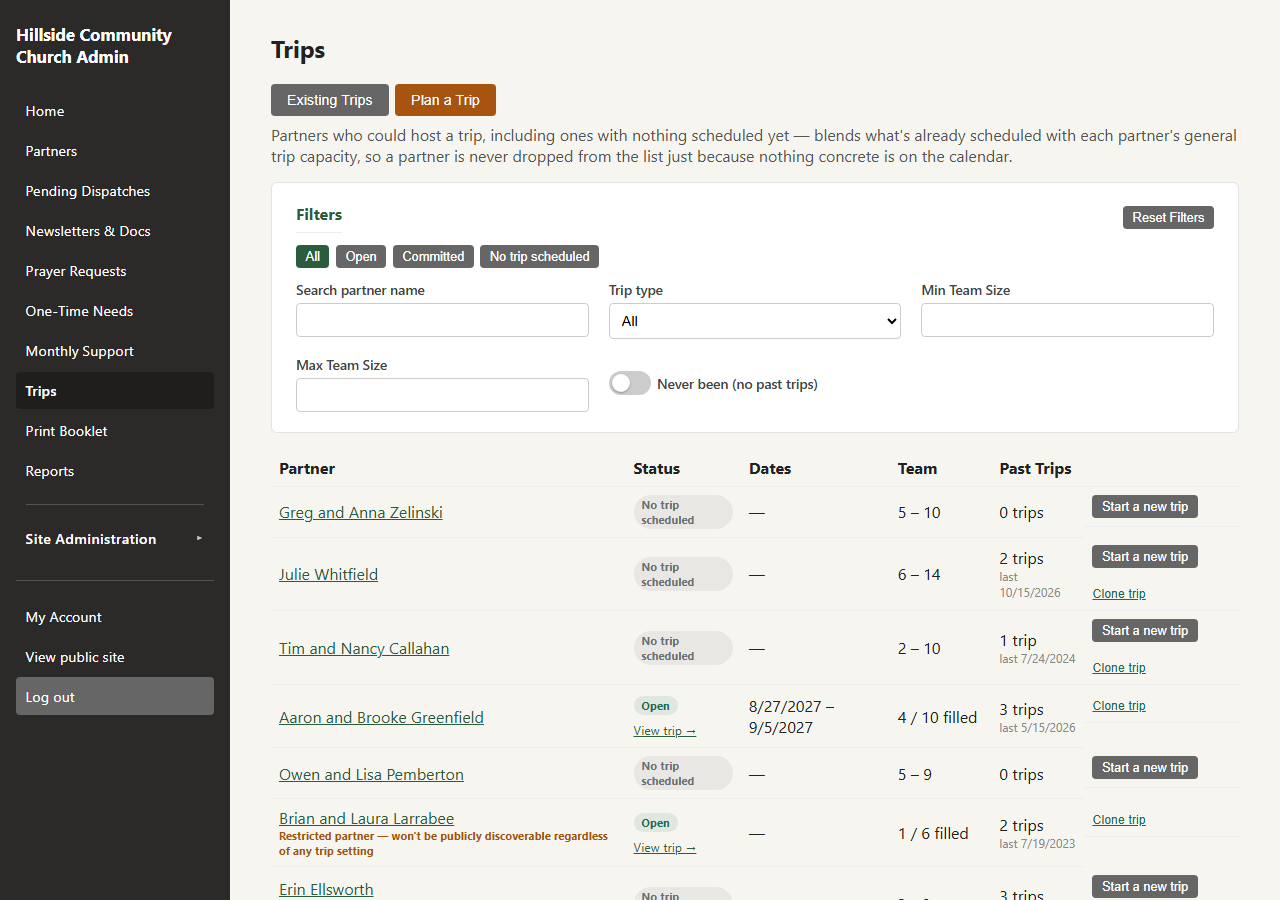 Hillside Community
Church Admin
Home
Partners
Pending Dispatches
Newsletters & Docs
Prayer Requests
One-Time Needs
Monthly Support
Trips
Print Booklet
Reports
Site Administration
My Account
View public site
Log out
Trips
Existing Trips
Plan a Trip
Partners who could host a trip, including ones with nothing scheduled yet — blends what's already scheduled with each partner's general
trip capacity, so a partner is never dropped from the list just because nothing concrete is on the calendar.
Filters
Reset Filters
All Open Committed No trip scheduled
Search partner name
Trip type
Min Team Size
All
Max Team Size
Never been (no past trips)
Partner Status Dates Team Past Trips
Greg and Anna Zelinski
No trip
scheduled
—
5 – 10
0 trips
Start a new trip
Julie Whitfield
No trip
scheduled
—
6 – 14
2 trips
last
10/15/2026
Start a new trip
Clone trip
Tim and Nancy Callahan
No trip
scheduled
—
2 – 10
1 trip
last 7/24/2024
Start a new trip
Clone trip
Aaron and Brooke Greenfield
Open
View trip →
8/27/2027 –
9/5/2027
4 / 10 filled
3 trips
last 5/15/2026
Clone trip
Owen and Lisa Pemberton
No trip
scheduled
—
5 – 9
0 trips
Start a new trip
Brian and Laura Larrabee
Restricted partner — won't be publicly discoverable regardless
of any trip setting
Open
View trip →
—
1 / 6 filled
2 trips
last 7/19/2023
Clone trip
Erin Ellsworth
No trip
3 trips
Start a new trip